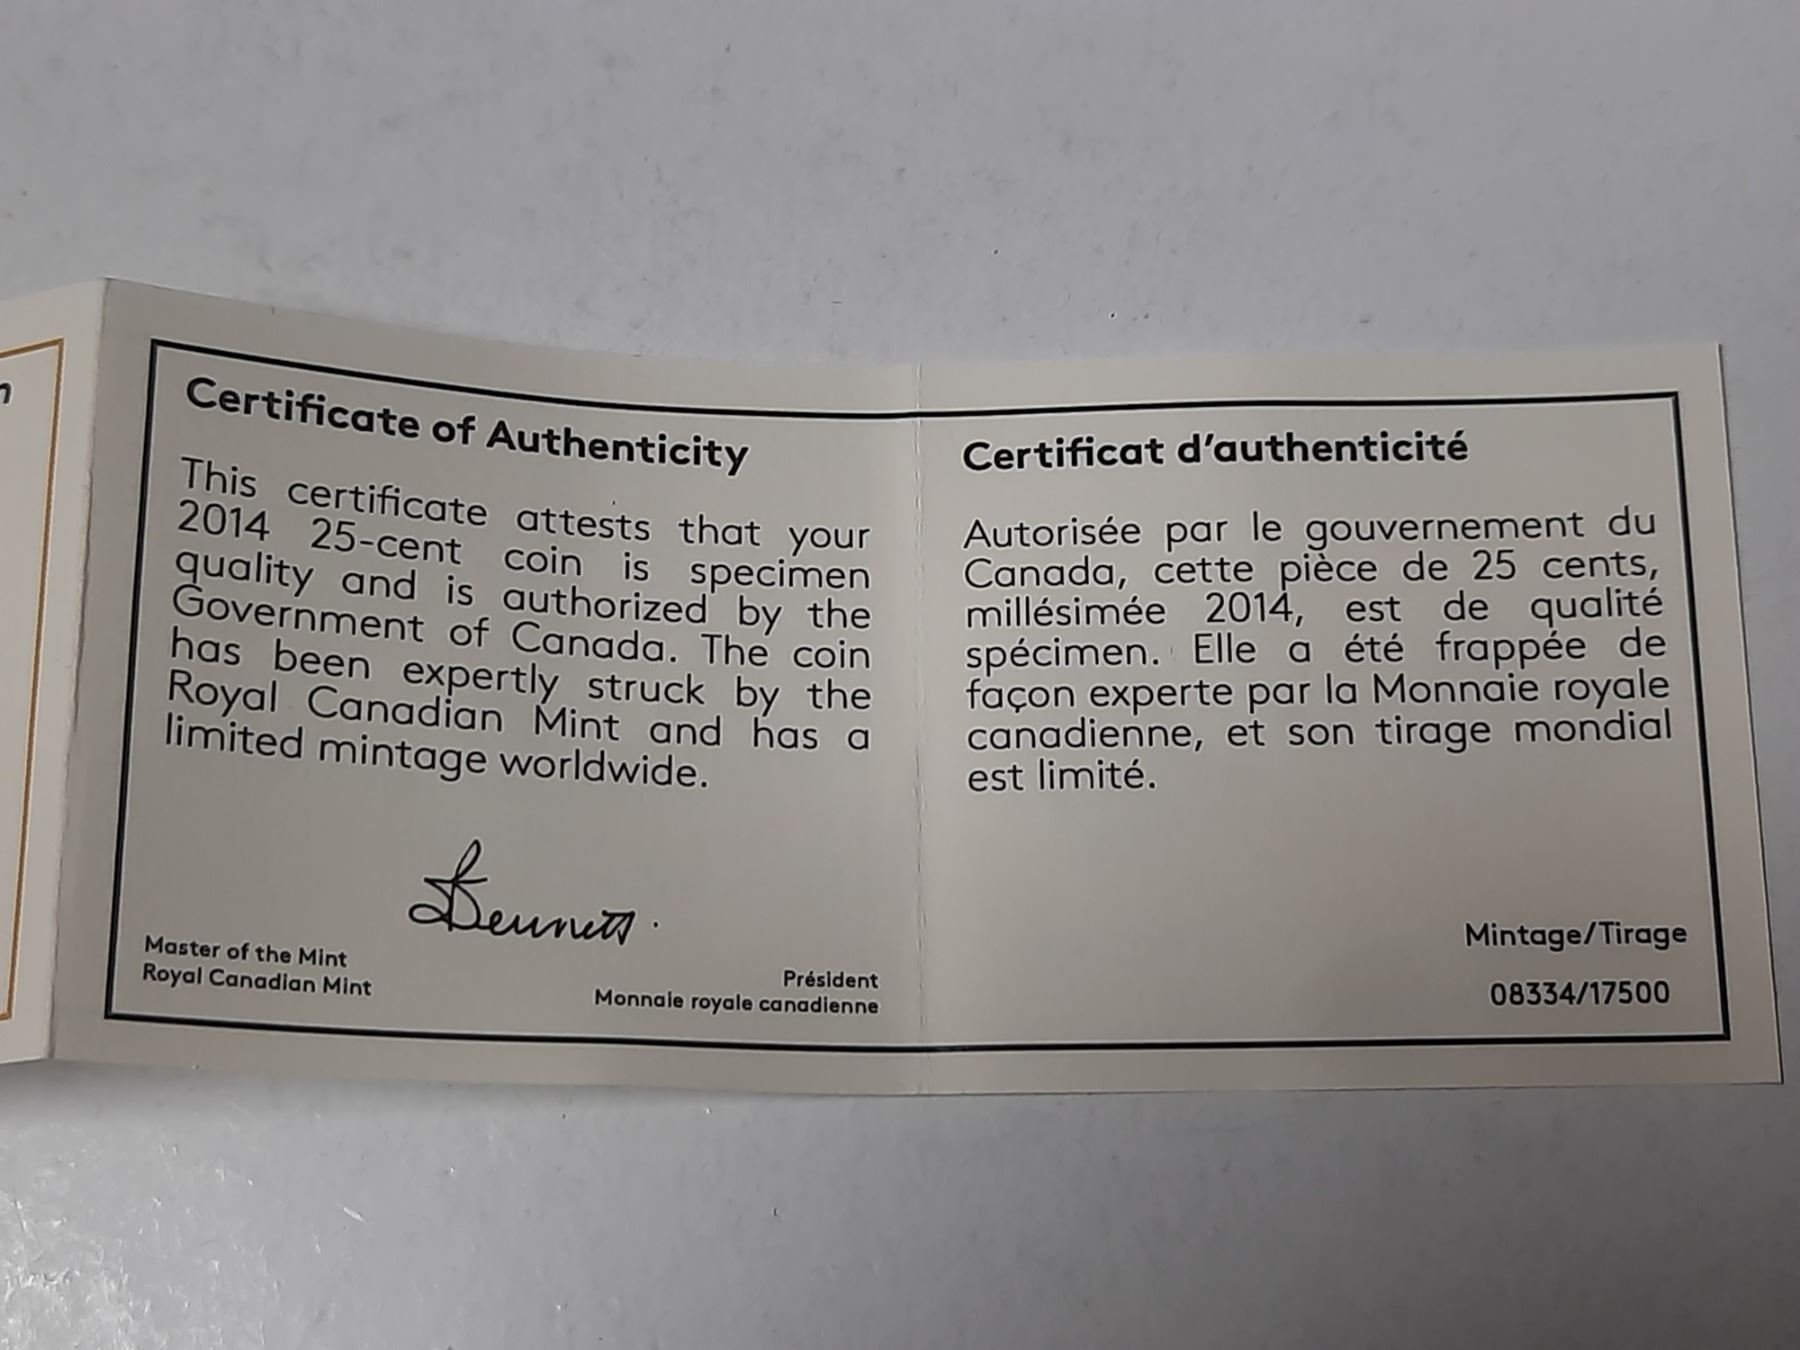 Certificate of Authenticity
This certificate attests that your
2014 25-cent coin is specimen
quality and is authorized by the
Government of Canada. The coin
has been expertly struck by the
Royal Canadian Mint and has a
limited mintage worldwide.
Bennett
Master of the Mint
Royal Canadian Mint
Président
Monnaie royale canadienne
Certificat d'authenticité
Autorisée par le gouvernement du
Canada, cette pièce de 25 cents,
millésimée 2014, est de qualité
spécimen. Elle a été frappée de
façon experte par la Monnaie royale
canadienne, et son tirage mondial
est limité.
Mintage/Tirage
08334/17500